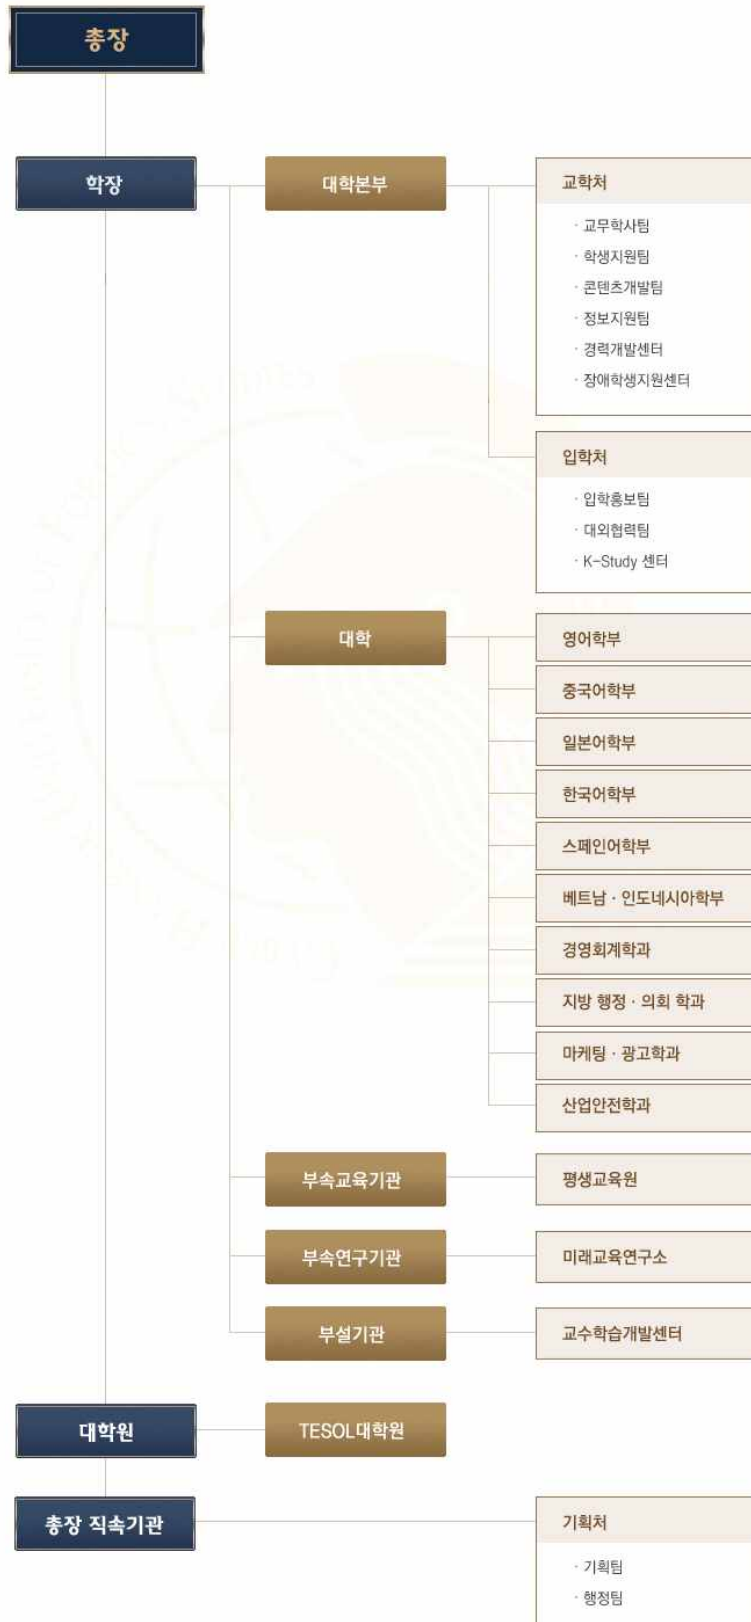 총장
학장
대학본부
교학처
· 교무학사팀
· 학생지원팀
· 콘텐츠개발팀
· 정보지원팀
· 경력개발센터
· 장애학생지원센터
입학처
· 입학홍보팀
· 대외협력팀
· K-Study 센터
대학
영어학부
중국어학부
일본어학부
한국어학부
스페인어학부
베트남 · 인도네시아학부
경영회계학과
지방 행정 · 의회 학과
마케팅 · 광고학과
산업안전학과
부속교육기관
평생교육원
부속연구기관
미래교육연구소
부설기관
교수학습개발센터
대학원
TESOL대학원
총장 직속기관
기획처
· 기획팀
· 행정팀